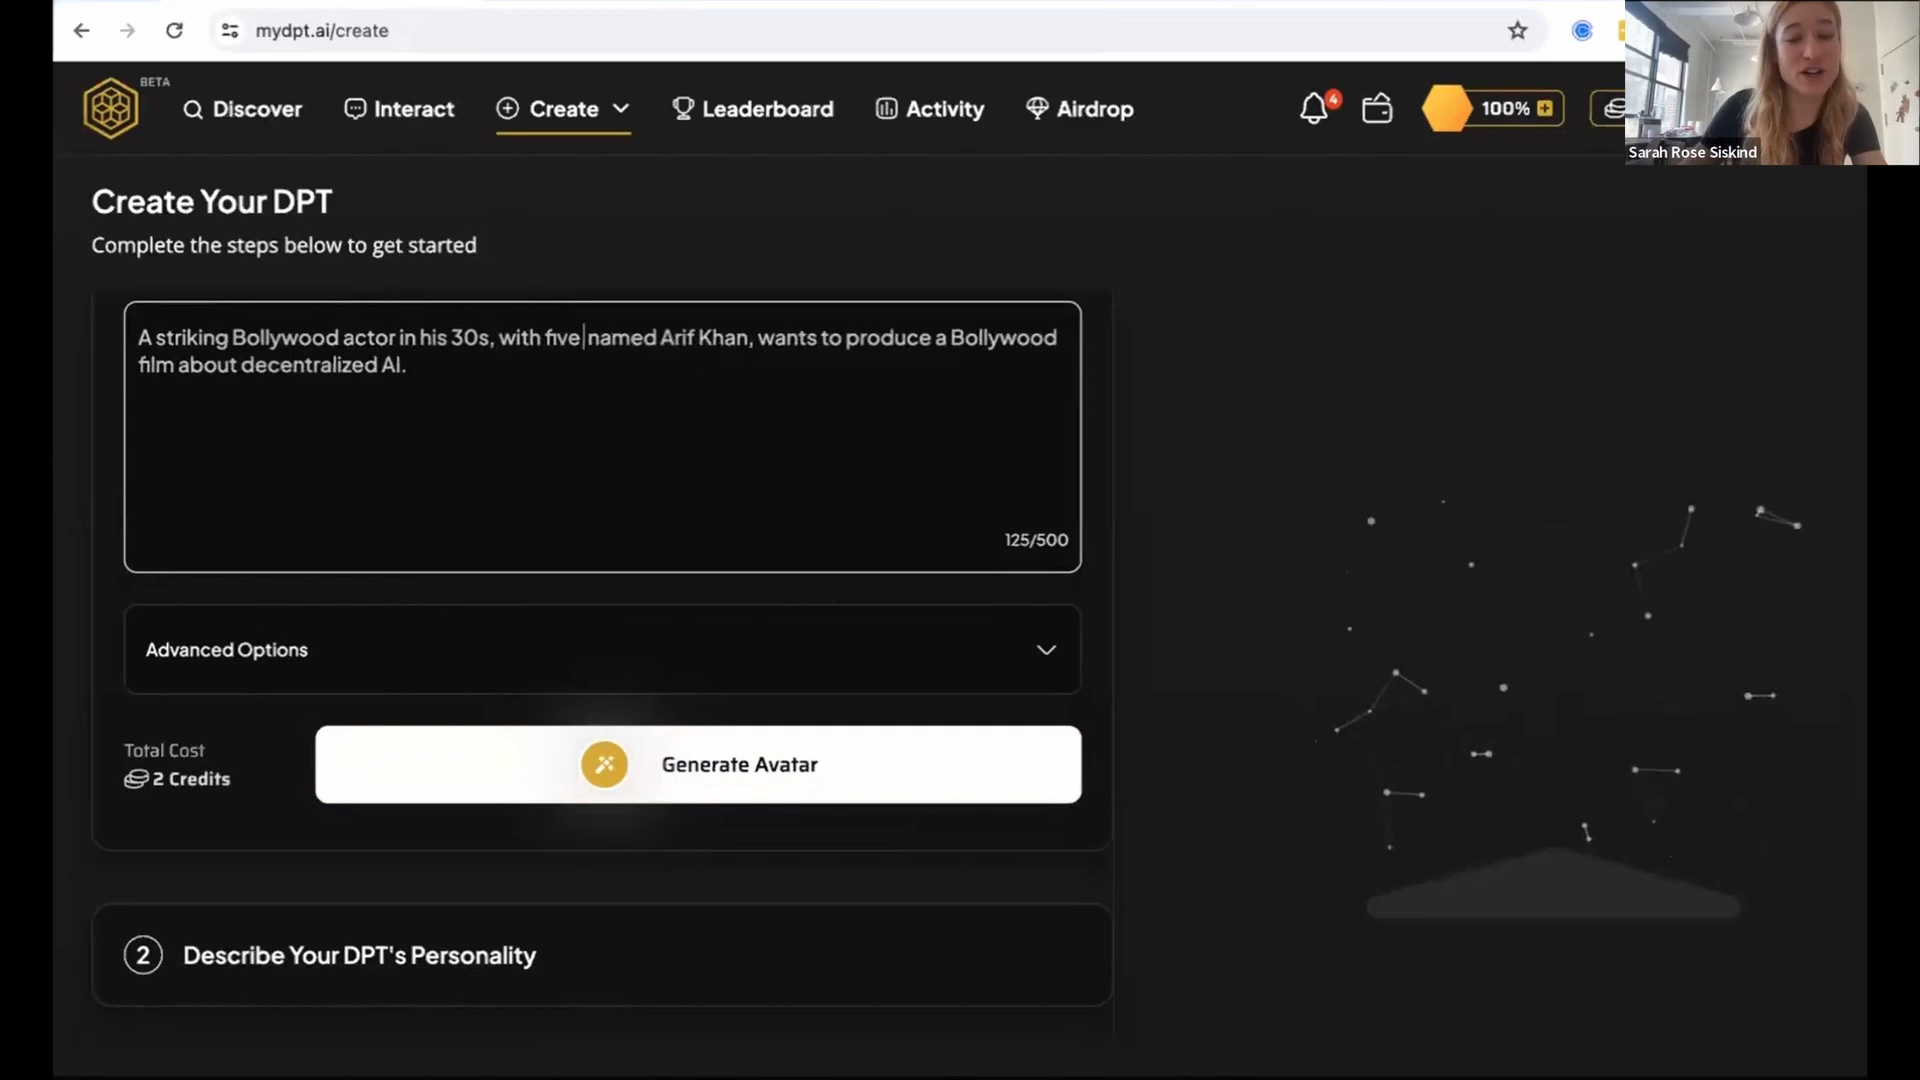 mydpt.ai/create
BETA
Discover
Interact
Create
Leaderboard
Activity
Airdrop
4
100%
Sarah Rose Siskind
Create Your DPT
Complete the steps below to get started
A striking Bollywood actor in his 30s, with five named Arif Khan, wants to produce a Bollywood
film about decentralized AI.
125/500
Advanced Options
Total Cost
2 Credits
Generate Avatar
2 Describe Your DPT's Personality